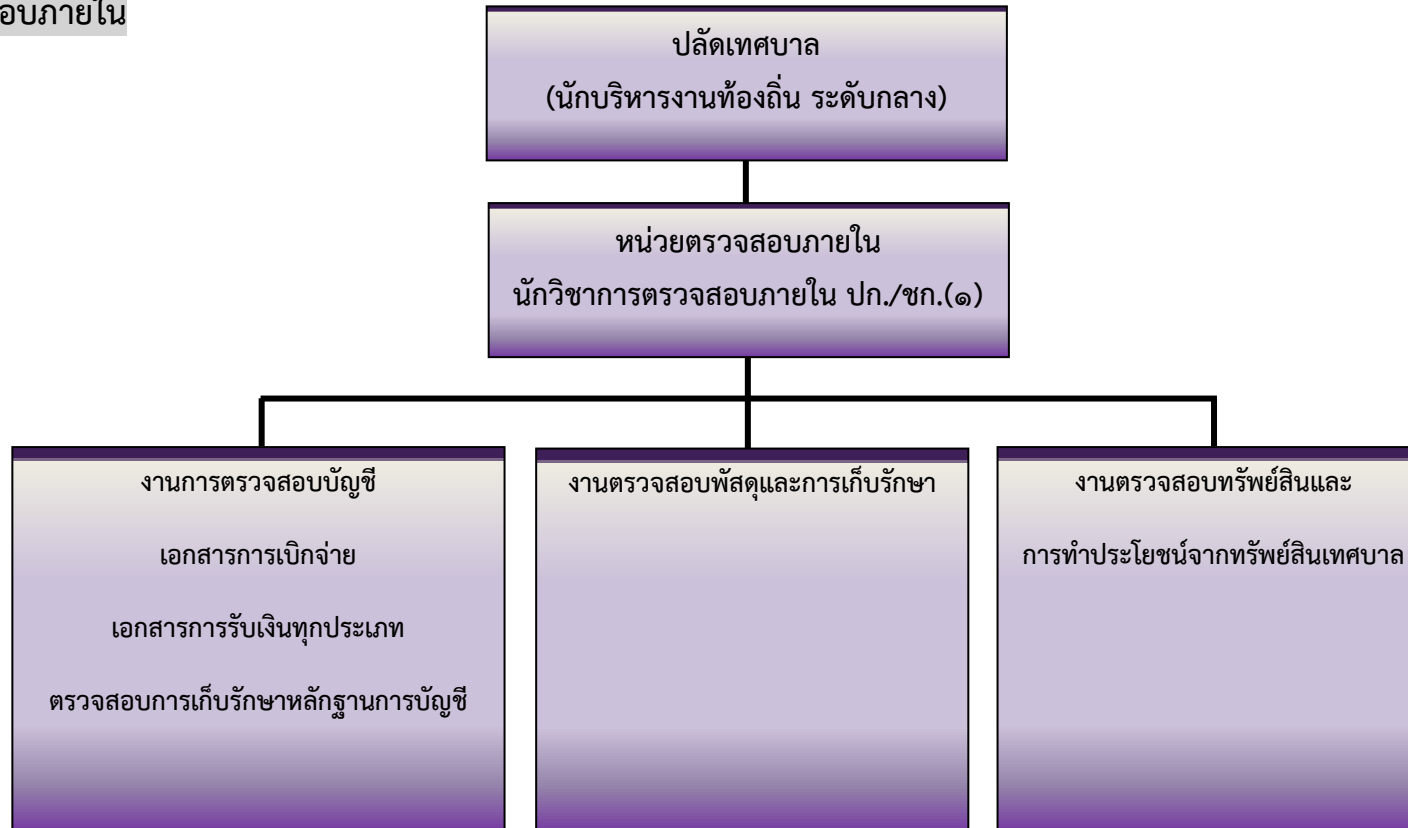 อบภายใน
ปลัดเทศบาล
(นักบริหารงานท้องถิ่น ระดับกลาง)
หน่วยตรวจสอบภายใน
นักวิชาการตรวจสอบภายใน ปก./ชก.(๑)
งานการตรวจสอบบัญชี
เอกสารการเบิกจ่าย
เอกสารการรับเงินทุกประเภท
ตรวจสอบการเก็บรักษาหลักฐานการบัญชี
งานตรวจสอบพัสดุและการเก็บรักษา
งานตรวจสอบทรัพย์สินและ
การทำประโยชน์จากทรัพย์สินเทศบาล